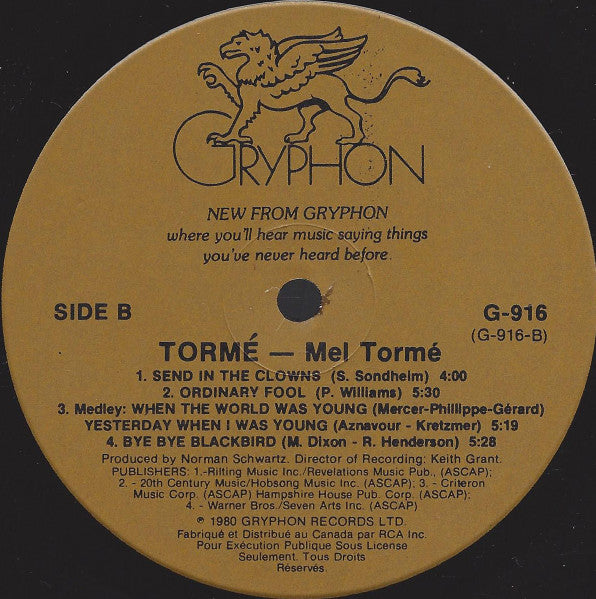 GRYPHON
NEW FROM GRYPHON
where you'll hear music saying things
you've never heard before.
SIDE B
G-916
(G-916-B)
TORMÉ — Mel Tormé
1. SEND IN THE CLOWNS (S. Sondheim) 4:00
2. ORDINARY FOOL (P. Williams) 5:30
3. Medley: WHEN THE WORLD WAS YOUNG (Mercer-Phillippe-Gérard)
YESTERDAY WHEN I WAS YOUNG (Aznavour - Kretzmer) 5:19
4. BYE BYE BLACKBIRD (M. Dixon - R. Henderson) 5:28
Produced by Norman Schwartz. Director of Recording: Keith Grant.
PUBLISHERS: 1.-Rilting Music Inc./Revelations Music Pub., (ASCAP);
2. - 20th Century Music/Hobsong Music Inc. (ASCAP); 3. - Criteron
Music Corp. (ASCAP) Hampshire House Pub. Corp. (ASCAP);
4. - Warner Bros./Seven Arts Inc. (ASCAP)
℗ 1980 GRYPHON RECORDS LTD.
Fabriqué et Distribué au Canada par RCA Inc.
Pour Exécution Publique Sous License
Seulement. Tous Droits
Réservés.